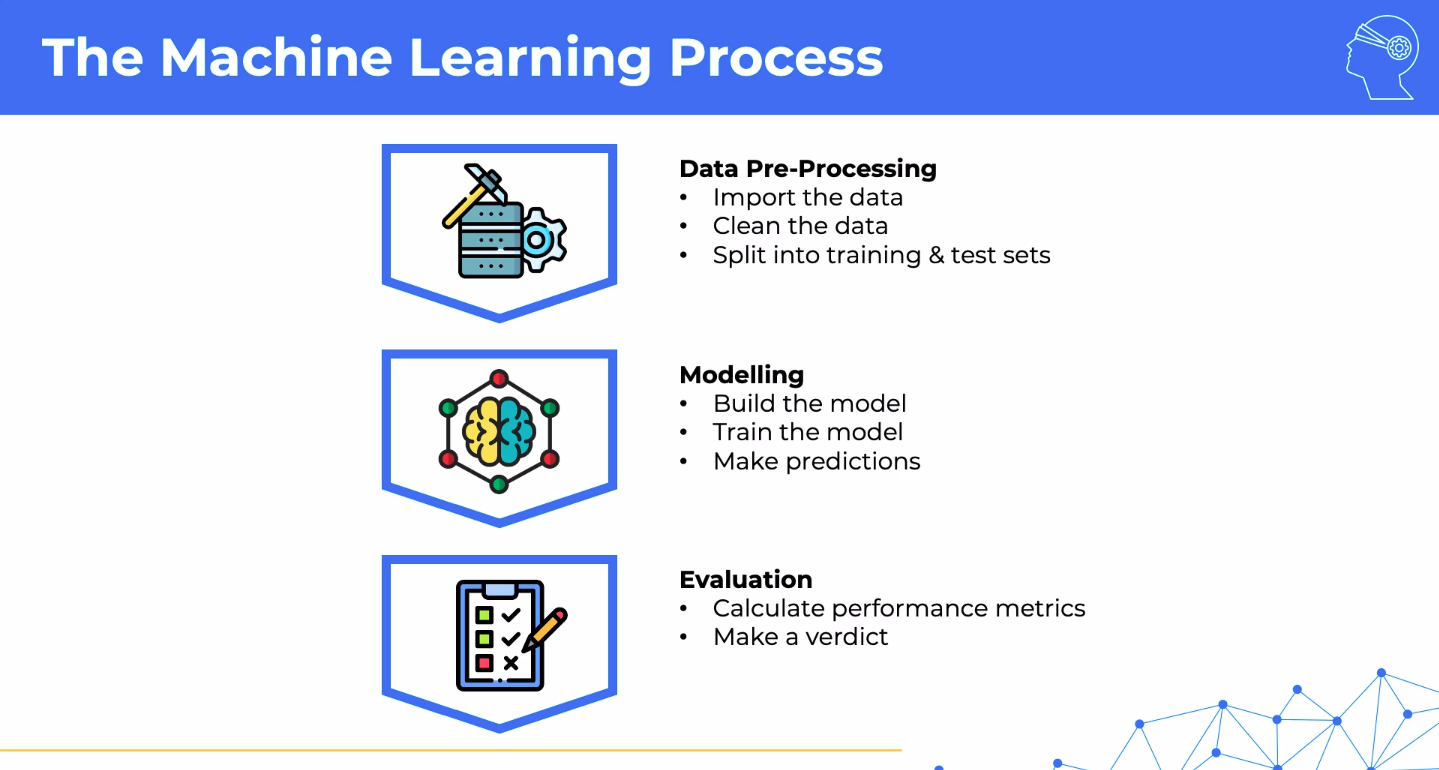 The Machine Learning Process
Data Pre-Processing
• Import the data
• Clean the data
• Split into training & test sets
Modelling
• Build the model
• Train the model
• Make predictions
Evaluation
• Calculate performance metrics
• Make a verdict